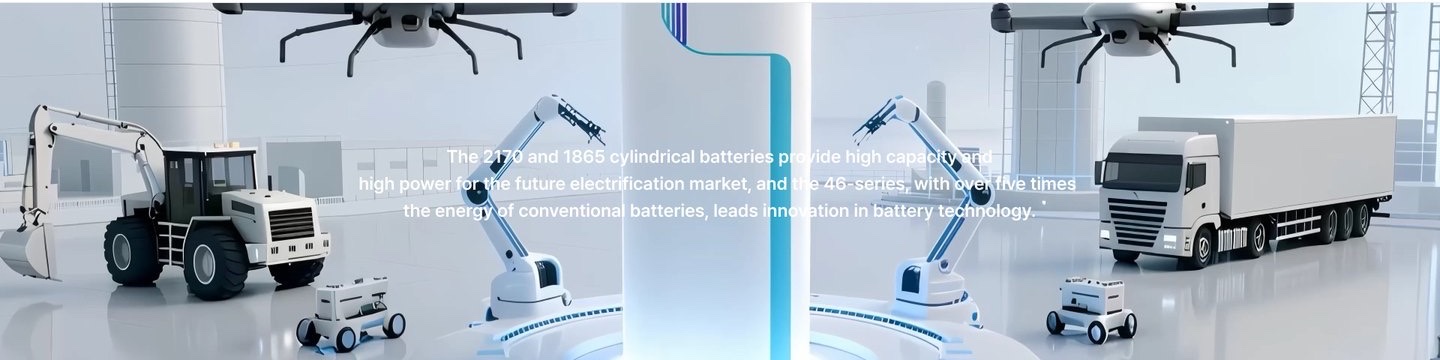 The 2170 and 1865 cylindrical batteries provide high capacity and
high power for the future electrification market, and the 46-series, with over five times
the energy of conventional batteries, leads innovation in battery technology.